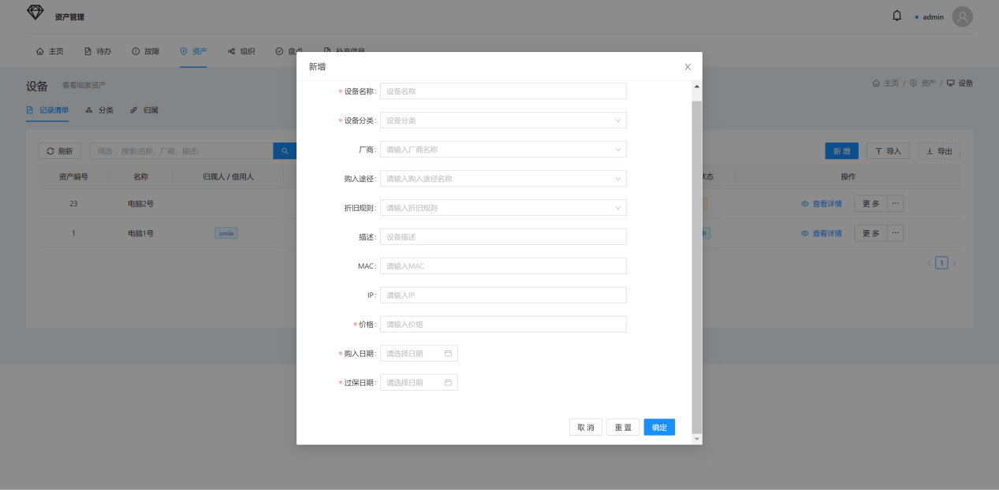 资产管理
admin
主页 待办 故障 资产 组织 盘点 补充信息
设备 看看咱家资产
主页 / 资产 / 设备
记录清单 分类 归属
刷新 筛选 、搜索(名称、厂商、描述)
新 增 导入 导出
资产编号 名称 归属人 / 借用人 操作
23 电脑2号 查看详情 更 多 ···
1 电脑1号 smile 查看详情 更 多 ···
< 1 >
新增
* 设备名称: 设备名称
* 设备分类: 设备分类
厂商: 请输入厂商名称
购入途径: 请输入购入途径名称
折旧规则: 请输入折旧规则
描述: 设备描述
MAC: 请输入MAC
IP: 请输入IP
* 价格: 请输入价格
* 购入日期: 请选择日期
* 过保日期: 请选择日期
取 消 重 置 确定